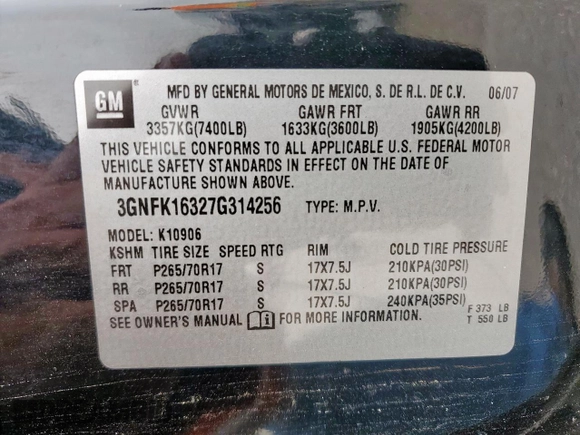 GM
MFD BY GENERAL MOTORS DE MEXICO, S. DE R.L. DE C.V. 06/07
GVWR GAWR FRT GAWR RR
3357KG(7400LB) 1633KG(3600LB) 1905KG(4200LB)
THIS VEHICLE CONFORMS TO ALL APPLICABLE U.S. FEDERAL MOTOR
VEHICLE SAFETY STANDARDS IN EFFECT ON THE DATE OF
MANUFACTURE SHOWN ABOVE.
3GNFK16327G314256 TYPE: M.P.V.
MODEL: K10906
KSHM TIRE SIZE SPEED RTG RIM COLD TIRE PRESSURE
FRT P265/70R17 S 17X7.5J 210KPA(30PSI)
RR P265/70R17 S 17X7.5J 210KPA(30PSI)
SPA P265/70R17 S 17X7.5J 240KPA(35PSI)
F 373 LB
T 550 LB
SEE OWNER'S MANUAL FOR MORE INFORMATION.